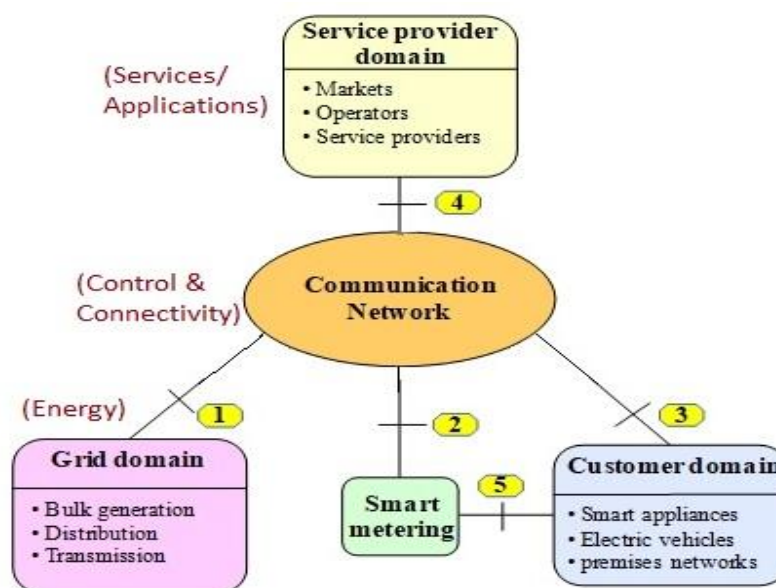 Service provider
domain
(Services/
Applications)
• Markets
• Operators
• Service providers
4
(Control &
Connectivity)
Communication
Network
(Energy)
1
2
3
Grid domain
• Bulk generation
• Distribution
• Transmission
Smart
metering
5
Customer domain
• Smart appliances
• Electric vehicles
• premises networks